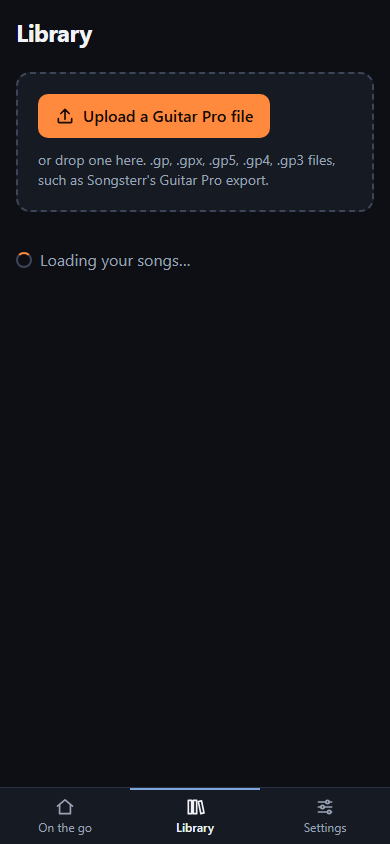 Library
Upload a Guitar Pro file
or drop one here. .gp, .gpx, .gp5, .gp4, .gp3 files,
such as Songsterr's Guitar Pro export.
Loading your songs...
On the go
Library
Settings